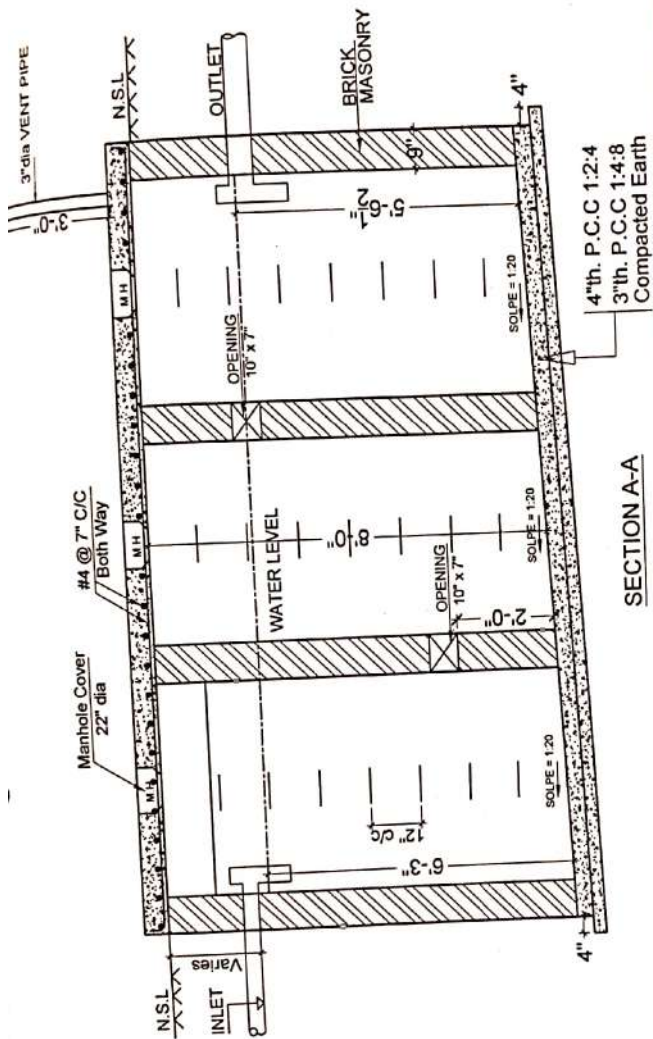 3"dia VENT PIPE
3'-0"
N.S.L
#4 @ 7" C/C
Both Way
Manhole Cover
22" dia
MH
MH
MH
N.S.L
Varies
INLET
OUTLET
OPENING
10" x 7"
WATER LEVEL
BRICK
MASONRY
9"
5'-6½"
8'-0"
OPENING
10" x 7"
2'-0"
12" c/c
6'-3"
SOLPE = 1:20
SOLPE = 1:20
SOLPE = 1:20
4"
4"
4"th. P.C.C 1:2:4
3"th. P.C.C 1:4:8
Compacted Earth
SECTION A-A